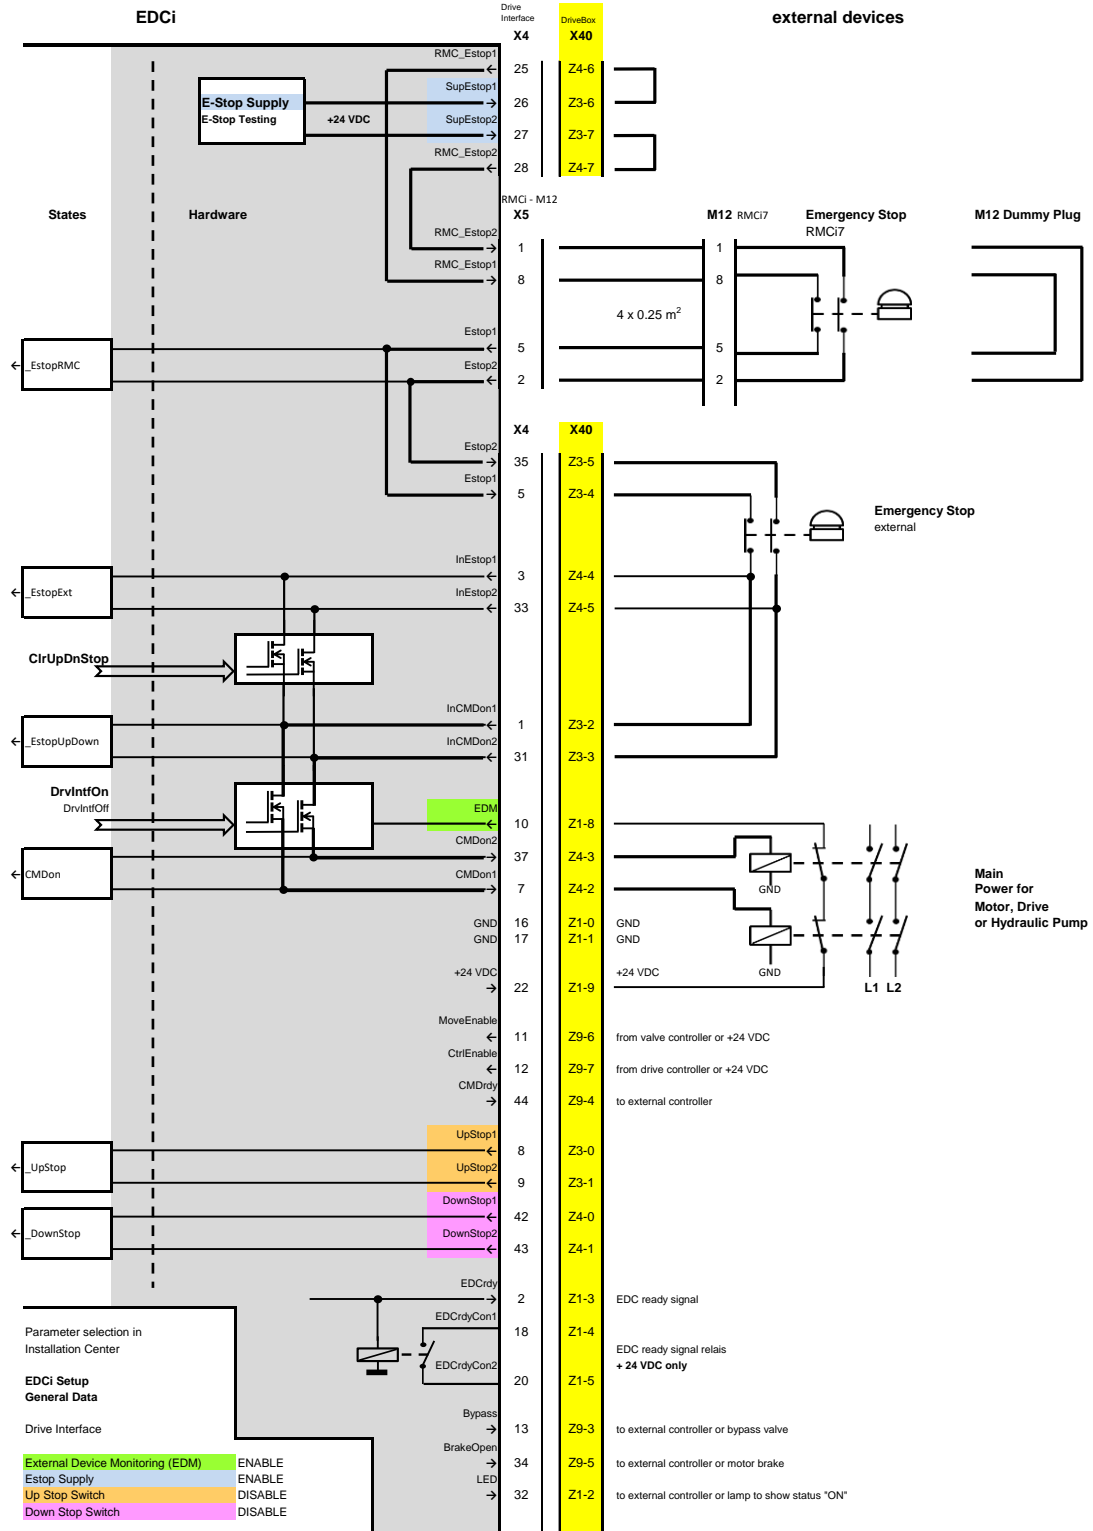 EDCi
Drive
Interface
X4
DriveBox
X40
external devices
RMC_Estop1
25
Z4-6
SupEstop1
E-Stop Supply
26
Z3-6
E-Stop Testing
+24 VDC
SupEstop2
27
Z3-7
RMC_Estop2
28
Z4-7
RMCi - M12
States
Hardware
X5
M12 RMCi7
Emergency Stop
M12 Dummy Plug
RMCi7
RMC_Estop2
1
1
RMC_Estop1
8
8
4 x 0.25 m²
Estop1
5
5
_EstopRMC
Estop2
2
2
X4
X40
Estop2
35
Z3-5
Estop1
5
Z3-4
Emergency Stop
external
InEstop1
3
Z4-4
_EstopExt
InEstop2
33
Z4-5
ClrUpDnStop
InCMDon1
1
Z3-2
_EstopUpDown
InCMDon2
31
Z3-3
DrvIntfOn
DrvIntfOff
EDM
10
Z1-8
CMDon2
37
Z4-3
CMDon
CMDon1
7
Z4-2
GND
Main
Power for
Motor, Drive
or Hydraulic Pump
GND
16
Z1-0
GND
GND
17
Z1-1
GND
GND
+24 VDC
22
Z1-9
+24 VDC
L1 L2
MoveEnable
11
Z9-6
from valve controller or +24 VDC
CtrlEnable
12
Z9-7
from drive controller or +24 VDC
CMDrdy
44
Z9-4
to external controller
UpStop1
8
Z3-0
_UpStop
UpStop2
9
Z3-1
DownStop1
42
Z4-0
_DownStop
DownStop2
43
Z4-1
EDCrdy
2
Z1-3
EDC ready signal
EDCrdyCon1
18
Z1-4
Parameter selection in
Installation Center
EDC ready signal relais
+ 24 VDC only
EDCrdyCon2
20
Z1-5
EDCi Setup
General Data
Drive Interface
Bypass
13
Z9-3
to external controller or bypass valve
BrakeOpen
34
Z9-5
to external controller or motor brake
LED
32
Z1-2
to external controller or lamp to show status "ON"
External Device Monitoring (EDM) ENABLE
Estop Supply ENABLE
Up Stop Switch DISABLE
Down Stop Switch DISABLE